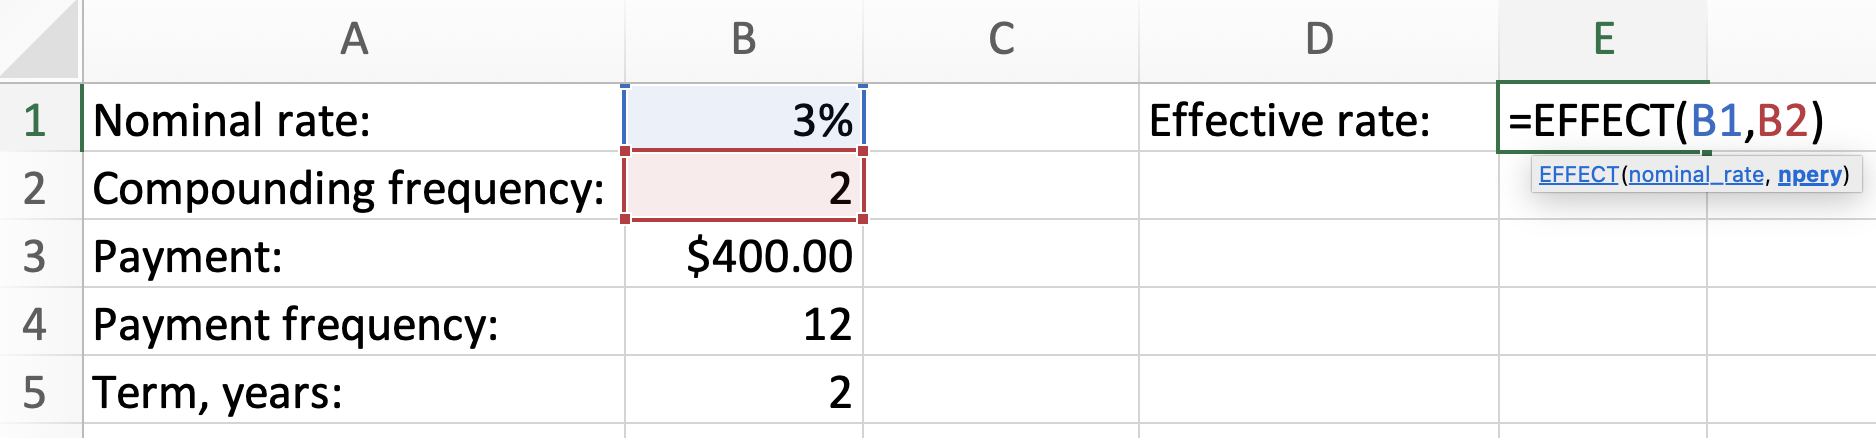 A B C D E
1 Nominal rate: 3% Effective rate: =EFFECT(B1,B2)
EFFECT(nominal_rate, npery)
2 Compounding frequency: 2
3 Payment: $400.00
4 Payment frequency: 12
5 Term, years: 2